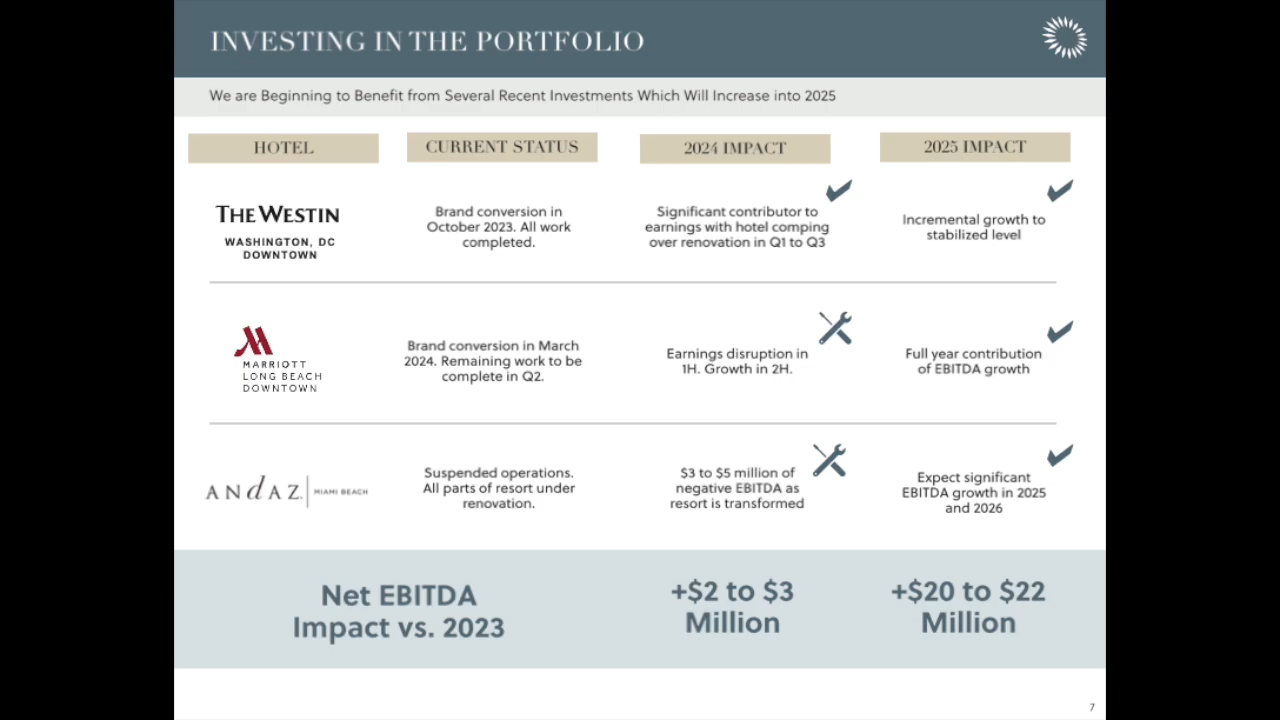 INVESTING IN THE PORTFOLIO
We are Beginning to Benefit from Several Recent Investments Which Will Increase into 2025
HOTEL
CURRENT STATUS
2024 IMPACT
2025 IMPACT
THE WESTIN
WASHINGTON, DC
DOWNTOWN
Brand conversion in
October 2023. All work
completed.
Significant contributor to
earnings with hotel comping
over renovation in Q1 to Q3
Incremental growth to
stabilized level
MARRIOTT
LONG BEACH
DOWNTOWN
Brand conversion in March
2024. Remaining work to be
complete in Q2.
Earnings disruption in
1H. Growth in 2H.
Full year contribution
of EBITDA growth
ANdAZ. MIAMI BEACH
Suspended operations.
All parts of resort under
renovation.
$3 to $5 million of
negative EBITDA as
resort is transformed
Expect significant
EBITDA growth in 2025
and 2026
Net EBITDA
Impact vs. 2023
+$2 to $3
Million
+$20 to $22
Million
7